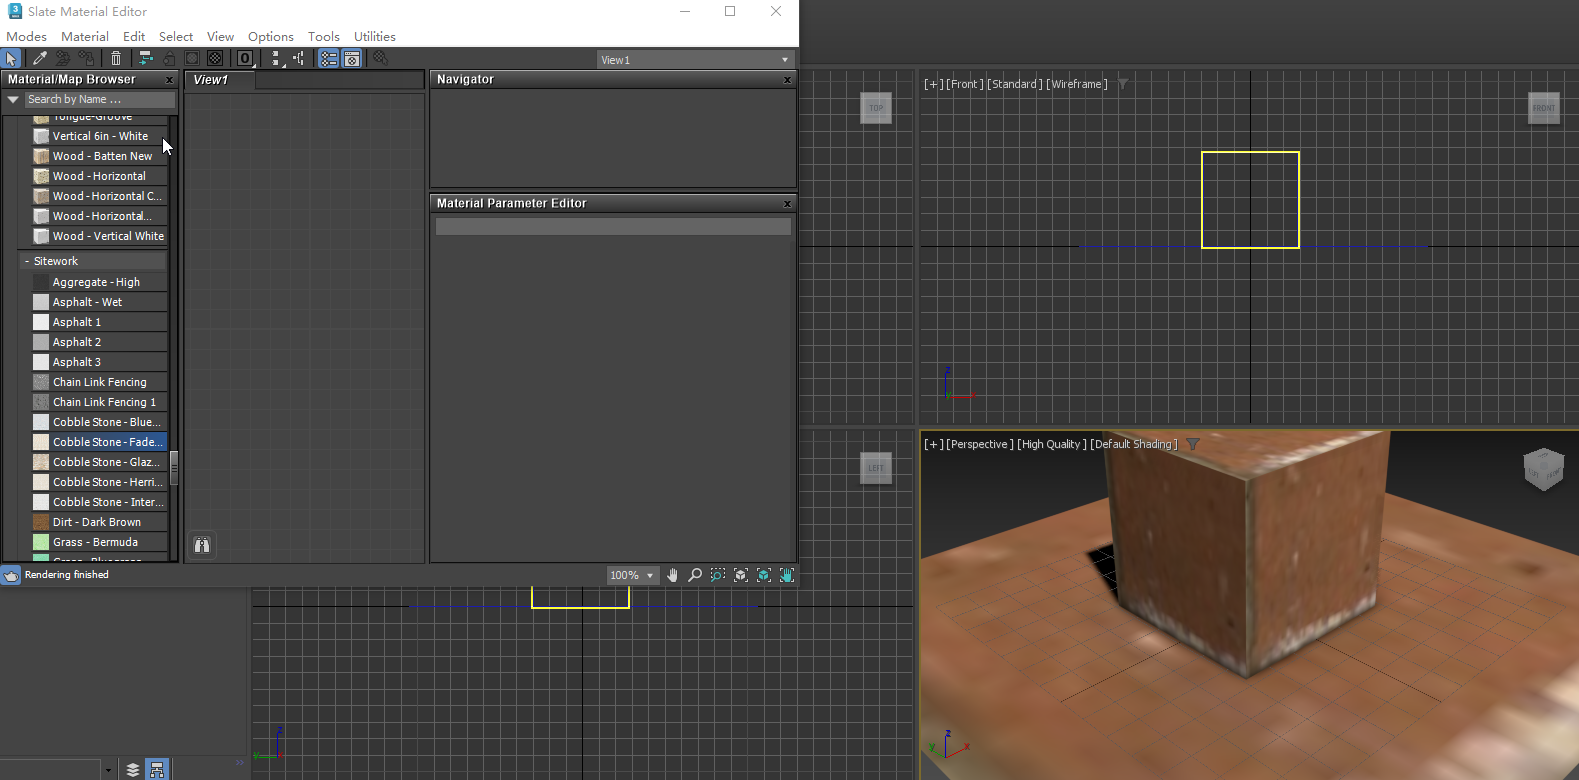 Slate Material Editor
Modes Material Edit Select View Options Tools Utilities
View1
Material/Map Browser
Search by Name ...
Tongue-Groove
Vertical 6in - White
Wood - Batten New
Wood - Horizontal
Wood - Horizontal C...
Wood - Horizontal...
Wood - Vertical White
- Sitework
Aggregate - High
Asphalt - Wet
Asphalt 1
Asphalt 2
Asphalt 3
Chain Link Fencing
Chain Link Fencing 1
Cobble Stone - Blue...
Cobble Stone - Fade...
Cobble Stone - Glaz...
Cobble Stone - Herri...
Cobble Stone - Inter...
Dirt - Dark Brown
Grass - Bermuda
Grass - Bluegrass
Rendering finished
View1
Navigator
Material Parameter Editor
100%
TOP
[+] [Front ] [Standard ] [Wireframe ]
FRONT
z
y
x
LEFT
z
y
x
[+] [Perspective ] [High Quality ] [Default Shading ]
z
y
x